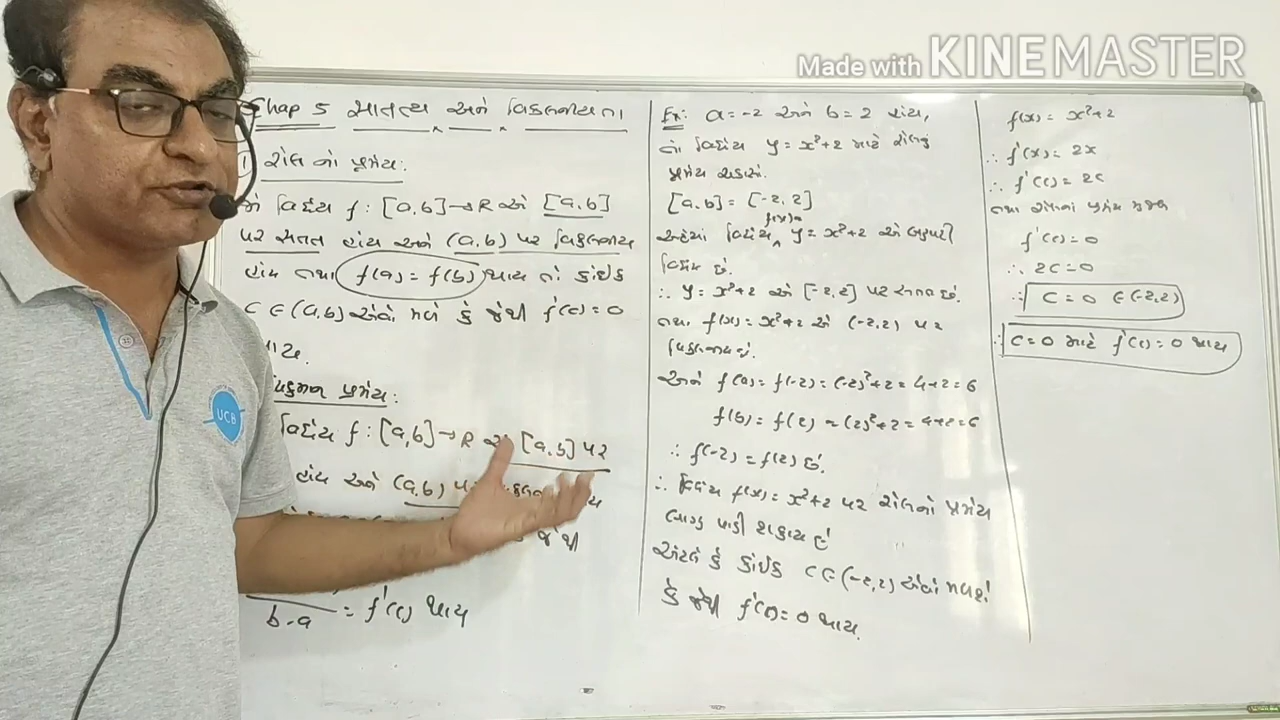 Made with KINEMASTER
Chap 5 સાતત્ય અને વિકલનીયતા
1 રોલ નો પ્રમેય:
જો વિધેય f : [a,b] → R એ [a,b]
પર સતત હોય અને (a,b) પર વિકલનીય
હોય તથા f(a) = f(b) થાય તો કોઈક
C ∈ (a,b) એવો મળે કે જેથી f'(c) = 0
થાય.
પ્રમેય:
વિધેય f : [a,b] → R એ [a,b] પર
હોય અને (a,b)
જેથી
b-a = f'(c) થાય
UCB
Ex: a = -2 અને b = 2 હોય,
તો વિધેય y = x²+2 માટે રોલનું
પ્રમેય ચકાસો.
[a,b] = [-2, 2]
f(x)=
અહીંયા વિધેય y = x²+2 એ બહુપદી
વિધેય છે.
∴ y = x²+2 એ [-2,2] પર સતત છે.
તથા f(x) = x²+2 એ (-2,2) પર
વિકલનીય છે.
અને f(a) = f(-2) = (-2)²+2 = 4+2 = 6
f(b) = f(2) = (2)²+2 = 4+2 = 6
∴ f(-2) = f(2) છે.
∴ વિધેય f(x) = x²+2 પર રોલનો પ્રમેય
લાગુ પાડી શકાય છે
એટલે કે કોઈક C ∈ (-2,2) એવો મળશે
કે જેથી f'(c) = 0 થાય.
f(x) = x²+2
∴ f'(x) = 2x
∴ f'(c) = 2c
તથા રોલના પ્રમેય મુજબ
f'(c) = 0
∴ 2c = 0
∴ C = 0 ∈ (-2,2)
∴ C = 0 માટે f'(c) = 0 થાય